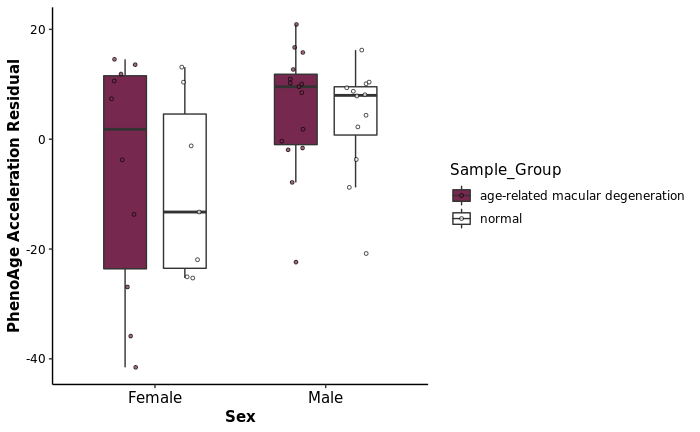 PhenoAge Acceleration Residual
20
0
-20
-40
Female
Male
Sex
Sample_Group
age-related macular degeneration
normal